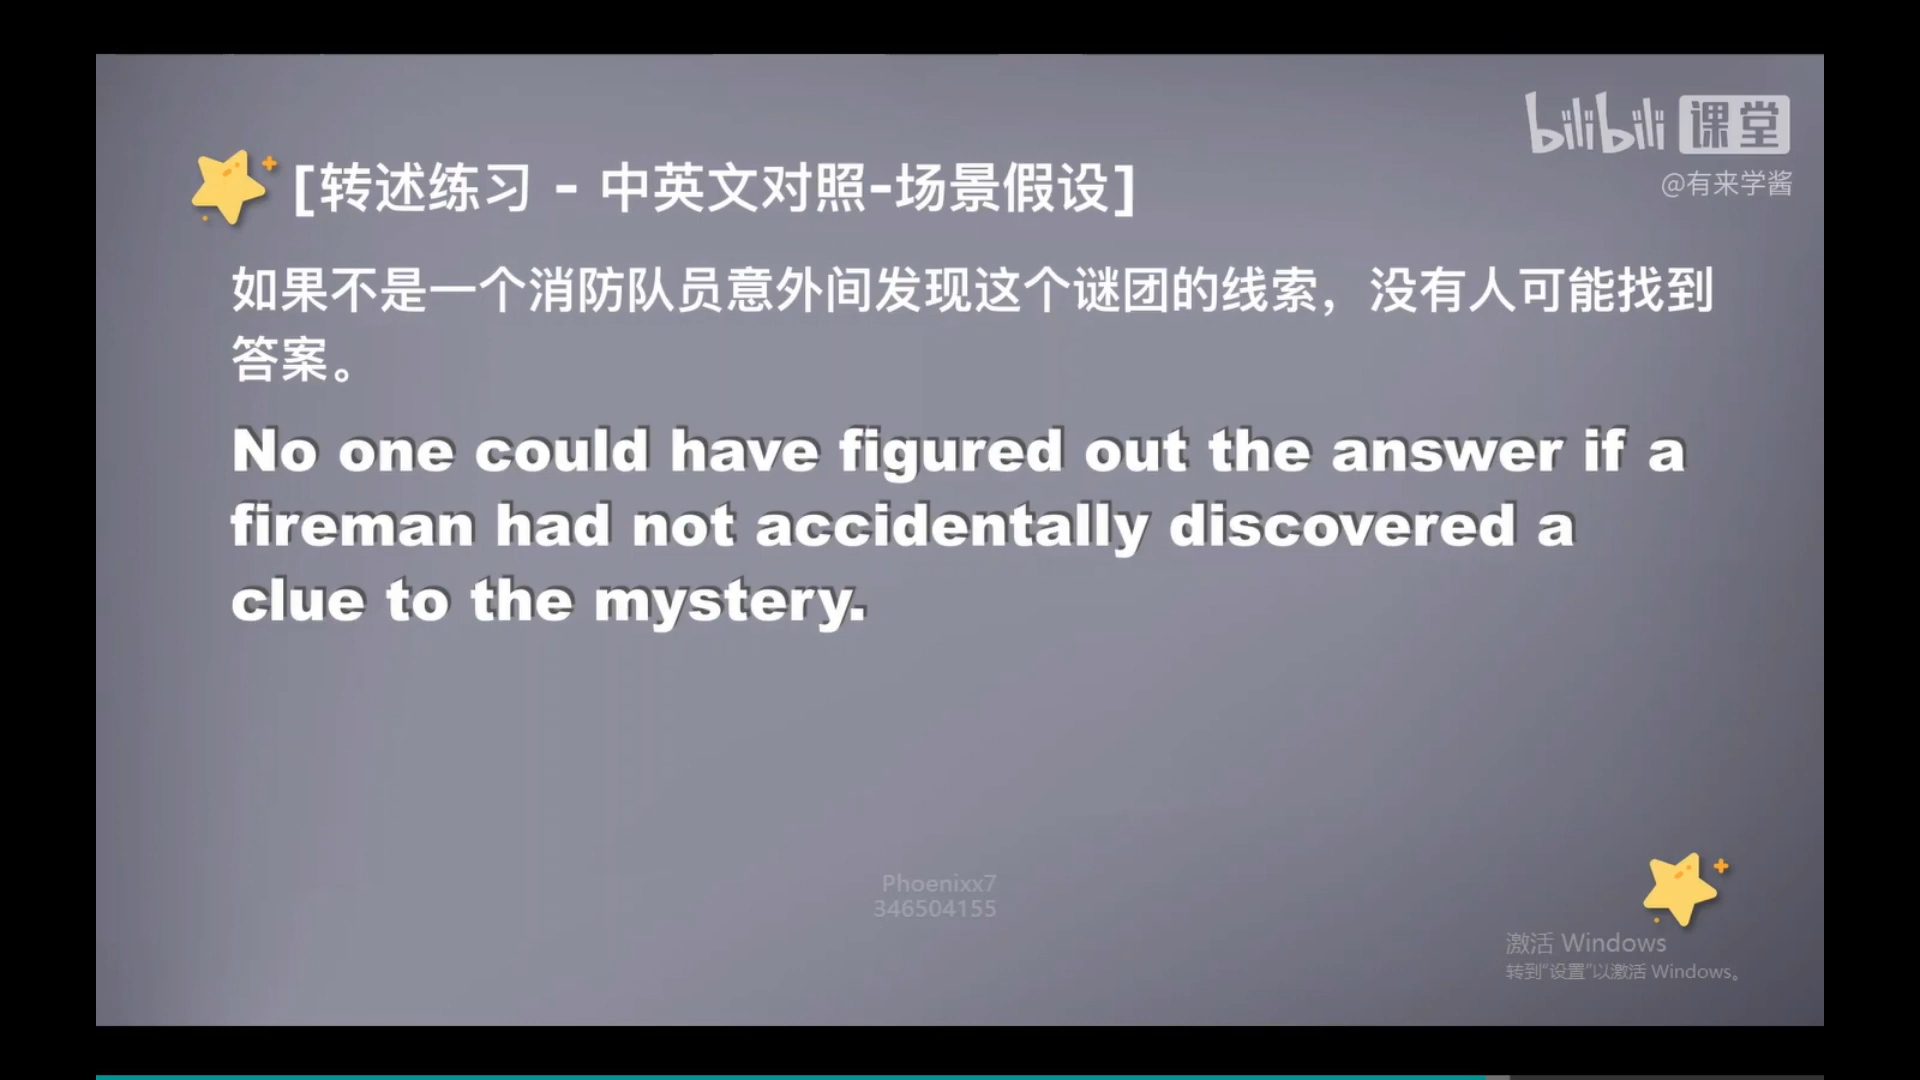 bilibili 课堂
@有来学酱
[转述练习 - 中英文对照-场景假设]
如果不是一个消防队员意外间发现这个谜团的线索，没有人可能找到
答案。
No one could have figured out the answer if a
fireman had not accidentally discovered a
clue to the mystery.
Phoenixx7
346504155
激活 Windows
转到“设置”以激活 Windows。